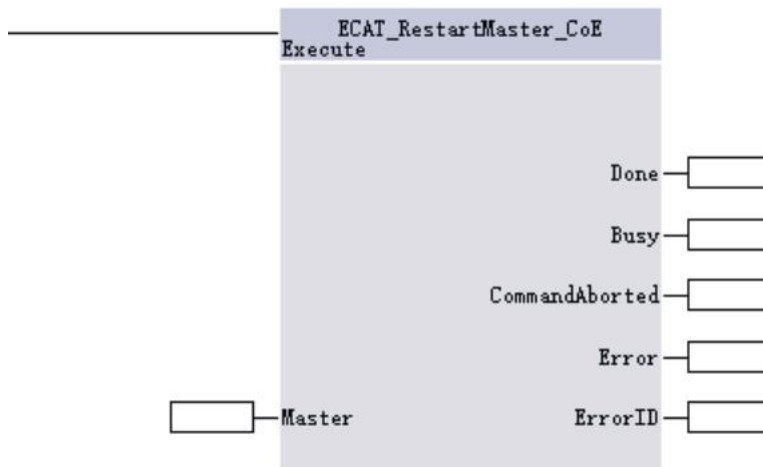 ECAT_RestartMaster_CoE
Execute
Done
Busy
CommandAborted
Error
Master ErrorID